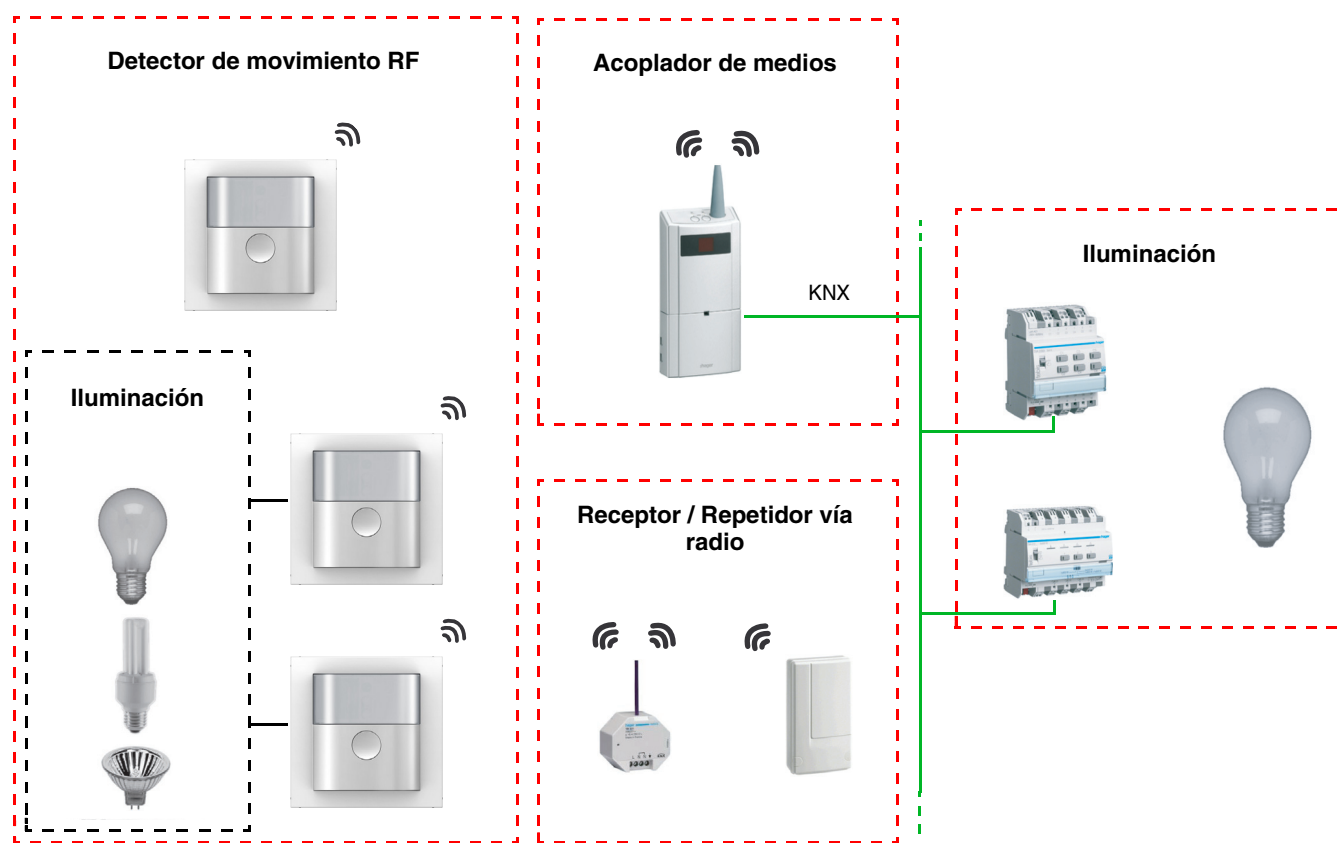 Detector de movimiento RF
Acoplador de medios
Iluminación
KNX
Iluminación
Receptor / Repetidor vía
radio